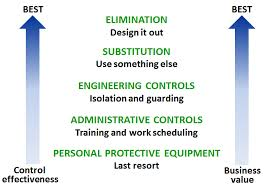 BEST
BEST
ELIMINATION
Design it out
SUBSTITUTION
Use something else
ENGINEERING CONTROLS
Isolation and guarding
ADMINISTRATIVE CONTROLS
Training and work scheduling
PERSONAL PROTECTIVE EQUIPMENT
Last resort
Control
effectiveness
Business
value